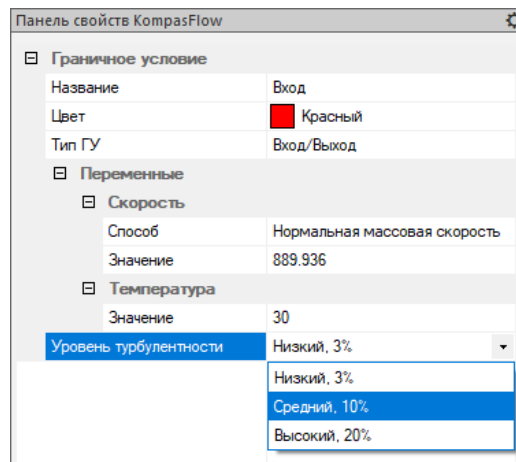 Панель свойств KompasFlow
Граничное условие
Название Вход
Цвет Красный
Тип ГУ Вход/Выход
Переменные
Скорость
Способ Нормальная массовая скорость
Значение 889.936
Температура
Значение 30
Уровень турбулентности Низкий, 3%
Низкий, 3%
Средний, 10%
Высокий, 20%